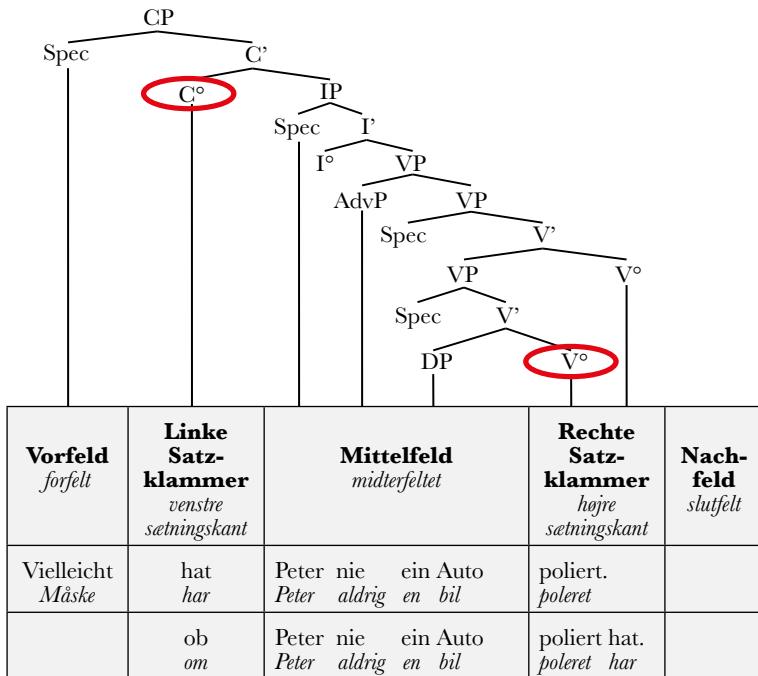 CP
Spec C’
C° IP
Spec I’
I° VP
AdvP VP
Spec V’
VP V°
Spec V’
DP V°
Vorfeld
forfelt
Linke
Satz-
klammer
venstre
sætningskant
Mittelfeld
midterfeltet
Rechte
Satz-
klammer
højre
sætningskant
Nach-
feld
slutfelt
Vielleicht hat Peter nie ein Auto poliert.
Måske har Peter aldrig en bil poleret
ob Peter nie ein Auto poliert hat.
om Peter aldrig en bil poleret har